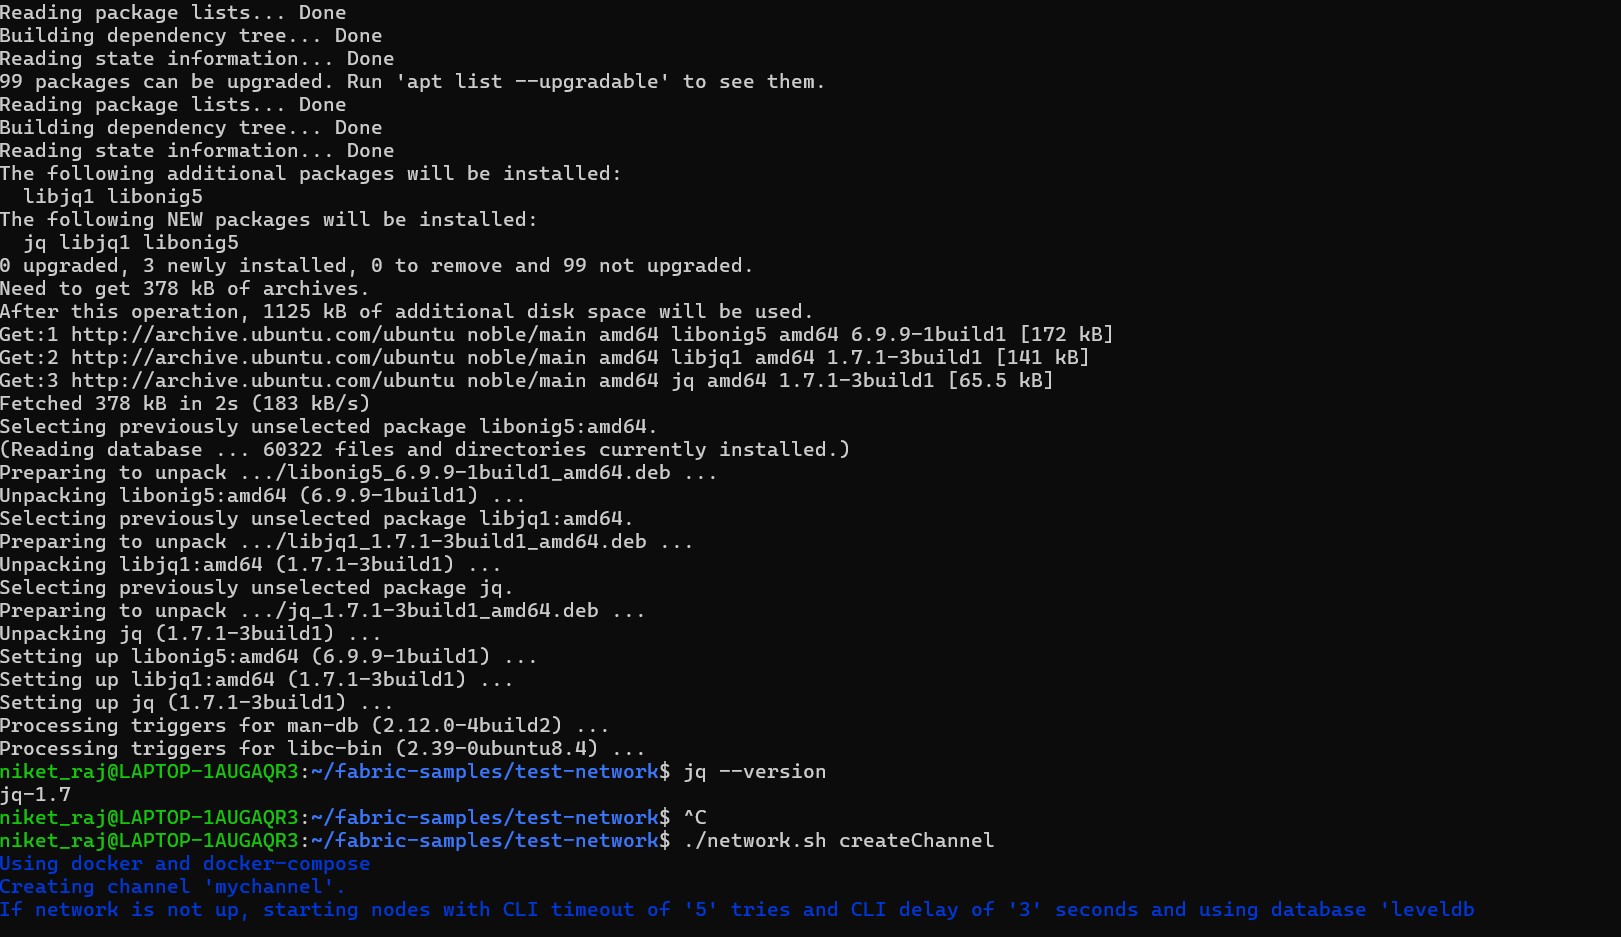 Reading package lists... Done
Building dependency tree... Done
Reading state information... Done
99 packages can be upgraded. Run 'apt list --upgradable' to see them.
Reading package lists... Done
Building dependency tree... Done
Reading state information... Done
The following additional packages will be installed:
  libjq1 libonig5
The following NEW packages will be installed:
  jq libjq1 libonig5
0 upgraded, 3 newly installed, 0 to remove and 99 not upgraded.
Need to get 378 kB of archives.
After this operation, 1125 kB of additional disk space will be used.
Get:1 http://archive.ubuntu.com/ubuntu noble/main amd64 libonig5 amd64 6.9.9-1build1 [172 kB]
Get:2 http://archive.ubuntu.com/ubuntu noble/main amd64 libjq1 amd64 1.7.1-3build1 [141 kB]
Get:3 http://archive.ubuntu.com/ubuntu noble/main amd64 jq amd64 1.7.1-3build1 [65.5 kB]
Fetched 378 kB in 2s (183 kB/s)
Selecting previously unselected package libonig5:amd64.
(Reading database ... 60322 files and directories currently installed.)
Preparing to unpack .../libonig5_6.9.9-1build1_amd64.deb ...
Unpacking libonig5:amd64 (6.9.9-1build1) ...
Selecting previously unselected package libjq1:amd64.
Preparing to unpack .../libjq1_1.7.1-3build1_amd64.deb ...
Unpacking libjq1:amd64 (1.7.1-3build1) ...
Selecting previously unselected package jq.
Preparing to unpack .../jq_1.7.1-3build1_amd64.deb ...
Unpacking jq (1.7.1-3build1) ...
Setting up libonig5:amd64 (6.9.9-1build1) ...
Setting up libjq1:amd64 (1.7.1-3build1) ...
Setting up jq (1.7.1-3build1) ...
Processing triggers for man-db (2.12.0-4build2) ...
Processing triggers for libc-bin (2.39-0ubuntu8.4) ...
niket_raj@LAPTOP-1AUGAQR3:~/fabric-samples/test-network$ jq --version
jq-1.7
niket_raj@LAPTOP-1AUGAQR3:~/fabric-samples/test-network$ ^C
niket_raj@LAPTOP-1AUGAQR3:~/fabric-samples/test-network$ ./network.sh createChannel
Using docker and docker-compose
Creating channel 'mychannel'.
If network is not up, starting nodes with CLI timeout of '5' tries and CLI delay of '3' seconds and using database 'leveldb